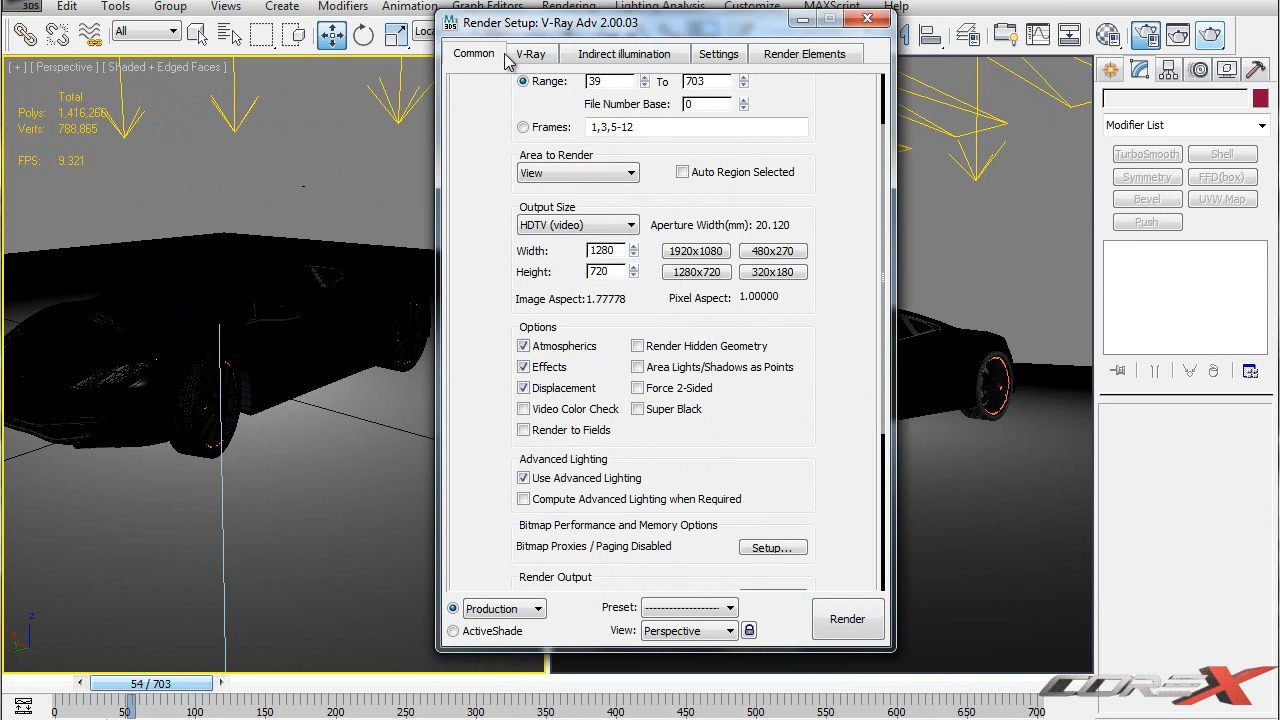 3DS
Edit
Tools
Group
Views
Create
Modifiers
Animation
Rendering
Lighting Analysis
Customize
MAXScript
Help
All
Loca
[ + ] [ Perspective ] [ Shaded + Edged Faces ]
Total
Polys: 1,416,266
Verts: 788,865
FPS: 9.321
Render Setup: V-Ray Adv 2.00.03
Common
V-Ray
Indirect illumination
Settings
Render Elements
Range: 39 To 703
File Number Base: 0
Frames: 1,3,5-12
Area to Render
View
Auto Region Selected
Output Size
HDTV (video)
Aperture Width(mm): 20.120
Width: 1280
1920x1080
480x270
Height: 720
1280x720
320x180
Image Aspect: 1.77778
Pixel Aspect: 1.00000
Options
Atmospherics
Render Hidden Geometry
Effects
Area Lights/Shadows as Points
Displacement
Force 2-Sided
Video Color Check
Super Black
Render to Fields
Advanced Lighting
Use Advanced Lighting
Compute Advanced Lighting when Required
Bitmap Performance and Memory Options
Bitmap Proxies / Paging Disabled
Setup...
Render Output
Production
Preset: -------------------
ActiveShade
View: Perspective
Render
Modifier List
TurboSmooth
Shell
Symmetry
FFD(box)
Bevel
UVW Map
Push
z
54 / 703
0
50
100
150
200
250
300
350
400
450
500
550
600
650
700
COREX